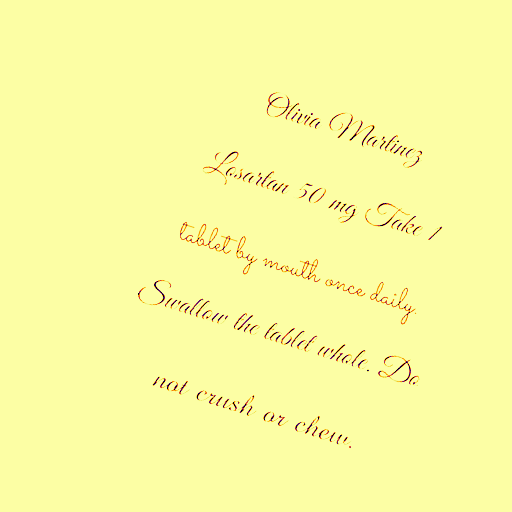 Olivia Martinez
Losartan 50 mg Take 1
tablet by mouth once daily.
Swallow the tablet whole. Do
not crush or chew.